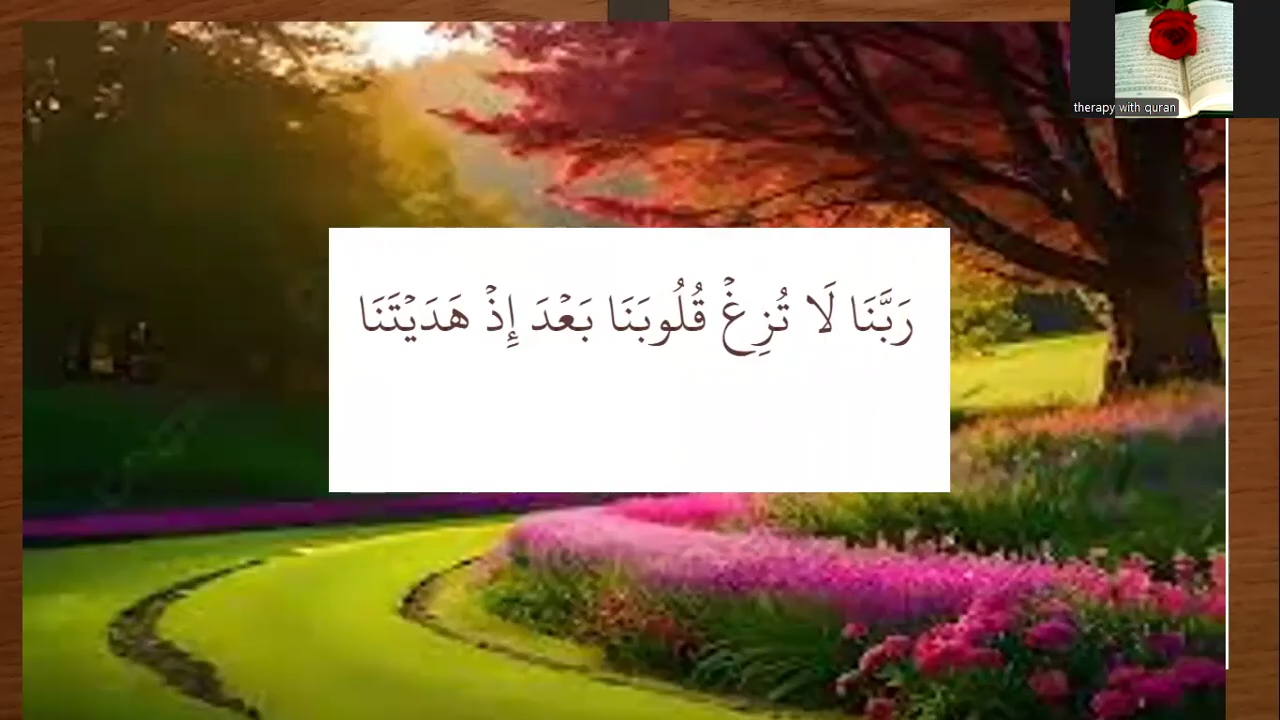 therapy with quran
رَبَّنَا لَا تُزِغۡ قُلُوبَنَا بَعۡدَ إِذۡ هَدَيۡتَنَا